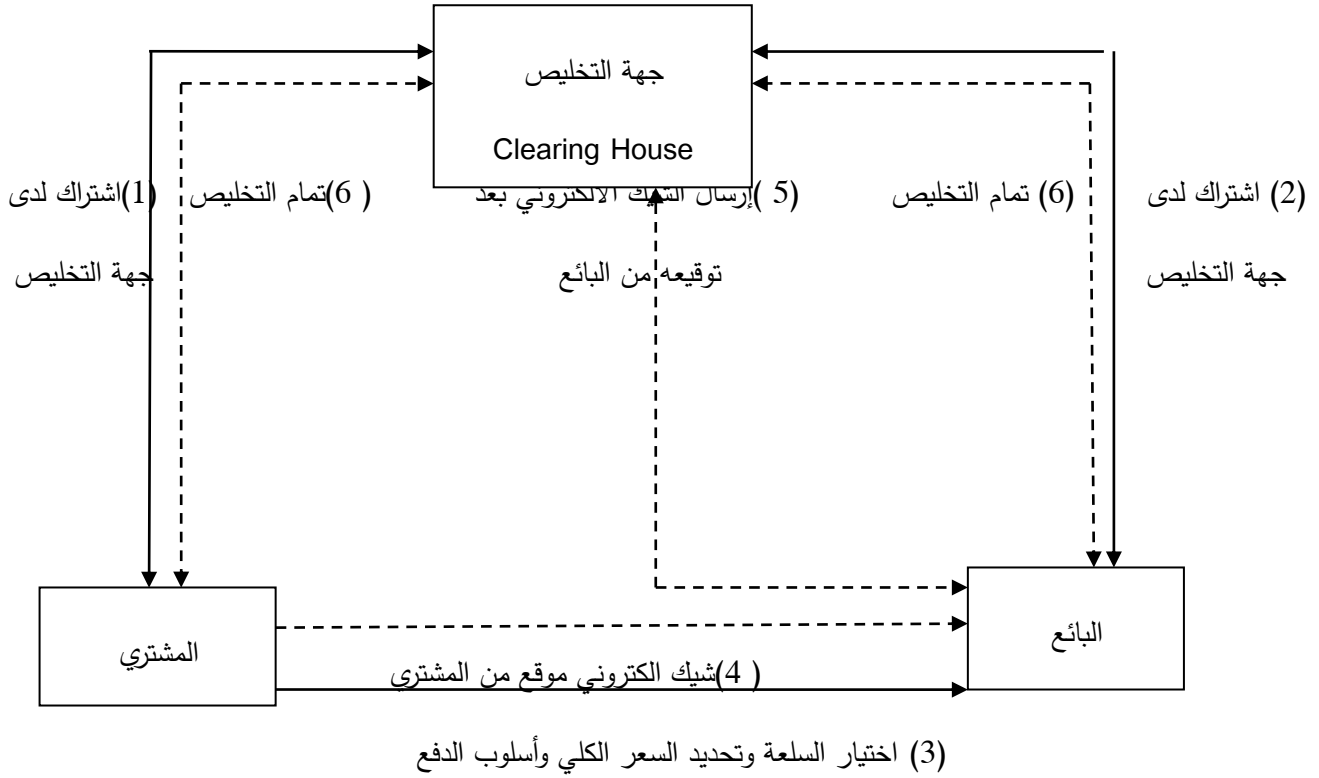 جهة التخليص
Clearing House
(2) اشتراك لدى
جهة التخليص
(6) تمام التخليص
(5 )إرسال الشيك الالكتروني بعد
توقيعه من البائع
( 6)تمام التخليص
(1)اشتراك لدى
جهة التخليص
البائع
المشتري
( 4)شيك الكتروني موقع من المشتري
(3) اختيار السلعة وتحديد السعر الكلي وأسلوب الدفع